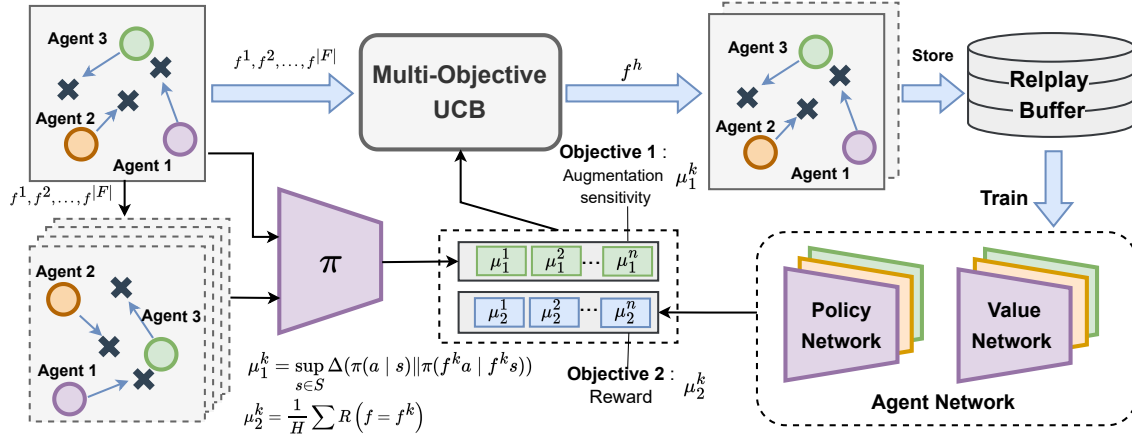 Agent 3
Agent 2
Agent 1
f^1, f^2, ..., f^{|F|}
Multi-Objective
UCB
f^h
Agent 3
Agent 2
Agent 1
Store
Relplay
Buffer
f^1, f^2, ..., f^{|F|}
Agent 2
Agent 3
Agent 1
π
Objective 1 :
Augmentation
sensitivity
μ_1^k
μ_1^1 μ_1^2 ... μ_1^n
μ_2^1 μ_2^2 ... μ_2^n
Objective 2 :
Reward
μ_2^k
μ_1^k = sup_{s∈S} Δ(π(a | s)||π(f^k a | f^k s))
μ_2^k = \frac{1}{H} ∑ R (f = f^k)
Train
Policy
Network
Value
Network
Agent Network